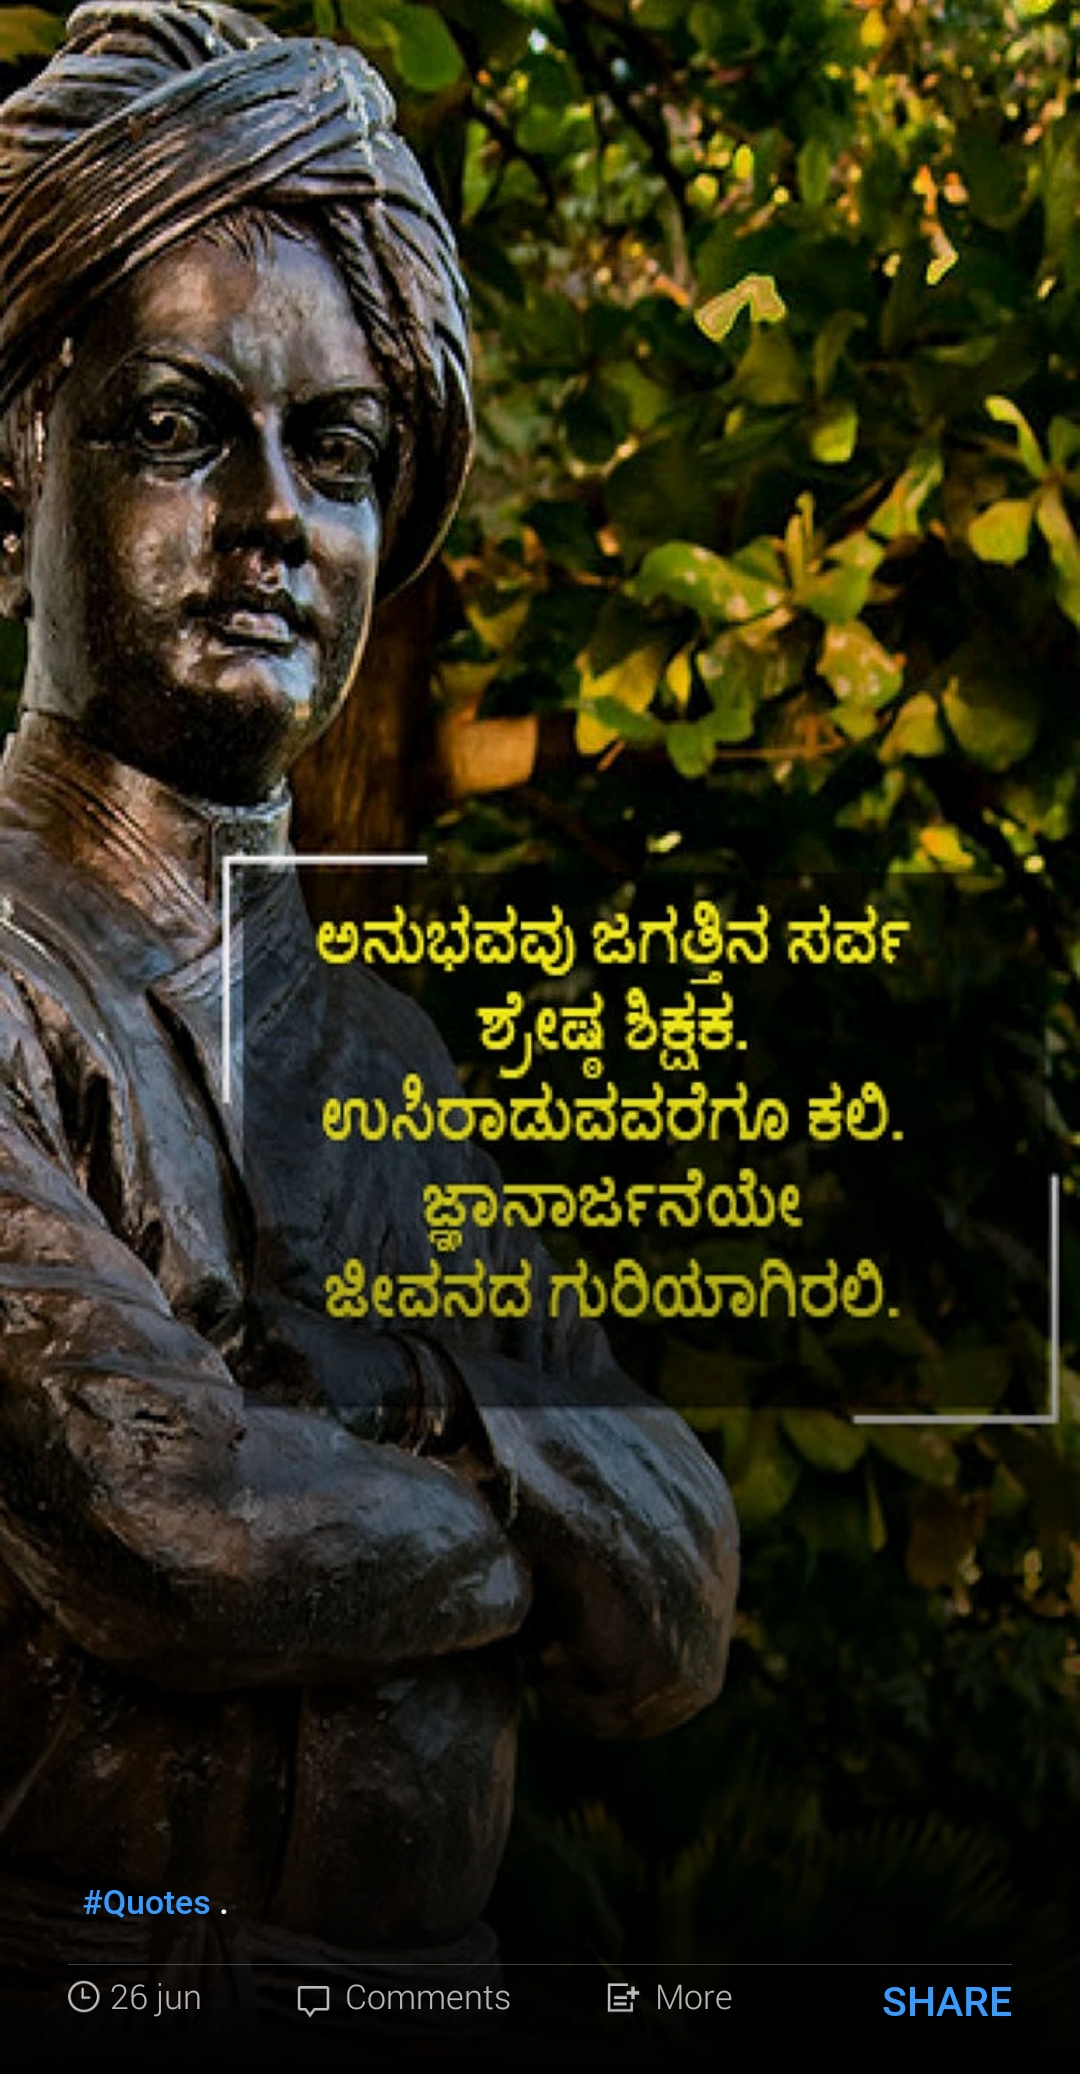 ಅನುಭವವು ಜಗತ್ತಿನ ಸರ್ವ
ಶ್ರೇಷ್ಠ ಶಿಕ್ಷಕ.
ಉಸಿರಾಡುವವರೆಗೂ ಕಲಿ.
ಜ್ಞಾನಾರ್ಜನೆಯೇ
ಜೀವನದ ಗುರಿಯಾಗಿರಲಿ.
#Quotes .
26 jun Comments More SHARE